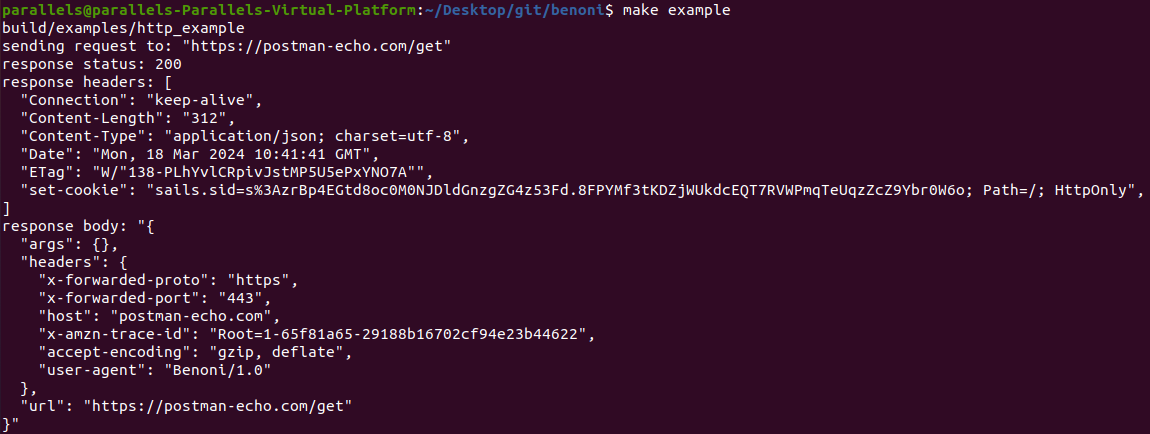 parallels@parallels-Parallels-Virtual-Platform:~/Desktop/git/benoni$ make example
build/examples/http_example
sending request to: "https://postman-echo.com/get"
response status: 200
response headers: [
  "Connection": "keep-alive",
  "Content-Length": "312",
  "Content-Type": "application/json; charset=utf-8",
  "Date": "Mon, 18 Mar 2024 10:41:41 GMT",
  "ETag": "W/"138-PLhYvlCRpivJstMP5U5ePxYNO7A"",
  "set-cookie": "sails.sid=s%3AzrBp4EGtd8oc0M0NJDldGnzgZG4z53Fd.8FPYMf3tKDZjWUkdcEQT7RVWPmqTeUqzZcZ9Ybr0W6o; Path=/; HttpOnly",
]
response body: "{
  "args": {},
  "headers": {
    "x-forwarded-proto": "https",
    "x-forwarded-port": "443",
    "host": "postman-echo.com",
    "x-amzn-trace-id": "Root=1-65f81a65-29188b16702cf94e23b44622",
    "accept-encoding": "gzip, deflate",
    "user-agent": "Benoni/1.0"
  },
  "url": "https://postman-echo.com/get"
}"